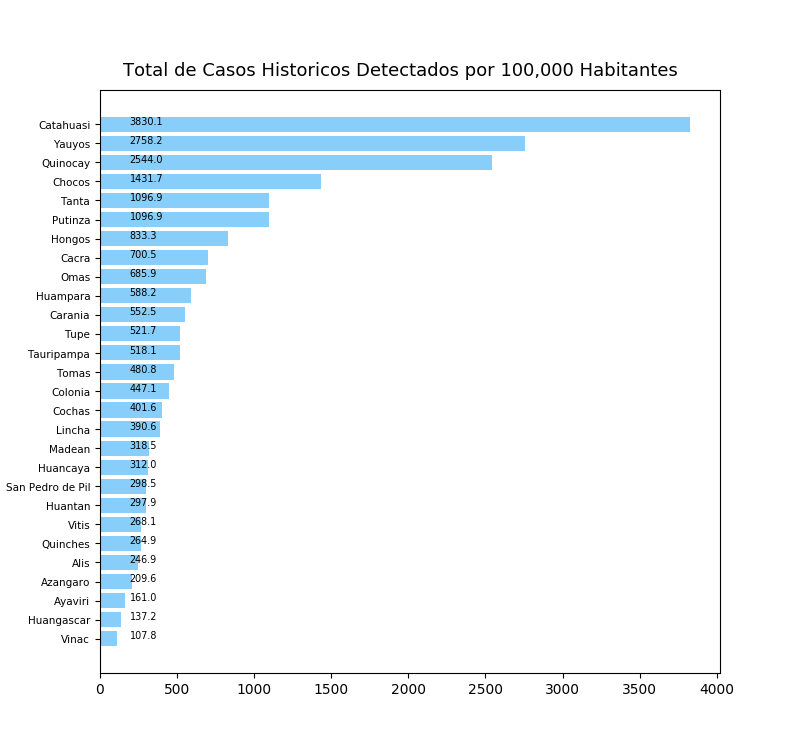 Total de Casos Historicos Detectados por 100,000 Habitantes
Catahuasi 3830.1
Yauyos 2758.2
Quinocay 2544.0
Chocos 1431.7
Tanta 1096.9
Putinza 1096.9
Hongos 833.3
Cacra 700.5
Omas 685.9
Huampara 588.2
Carania 552.5
Tupe 521.7
Tauripampa 518.1
Tomas 480.8
Colonia 447.1
Cochas 401.6
Lincha 390.6
Madean 318.5
Huancaya 312.0
San Pedro de Pil 298.5
Huantan 297.9
Vitis 268.1
Quinches 264.9
Alis 246.9
Azangaro 209.6
Ayaviri 161.0
Huangascar 137.2
Vinac 107.8
0 500 1000 1500 2000 2500 3000 3500 4000